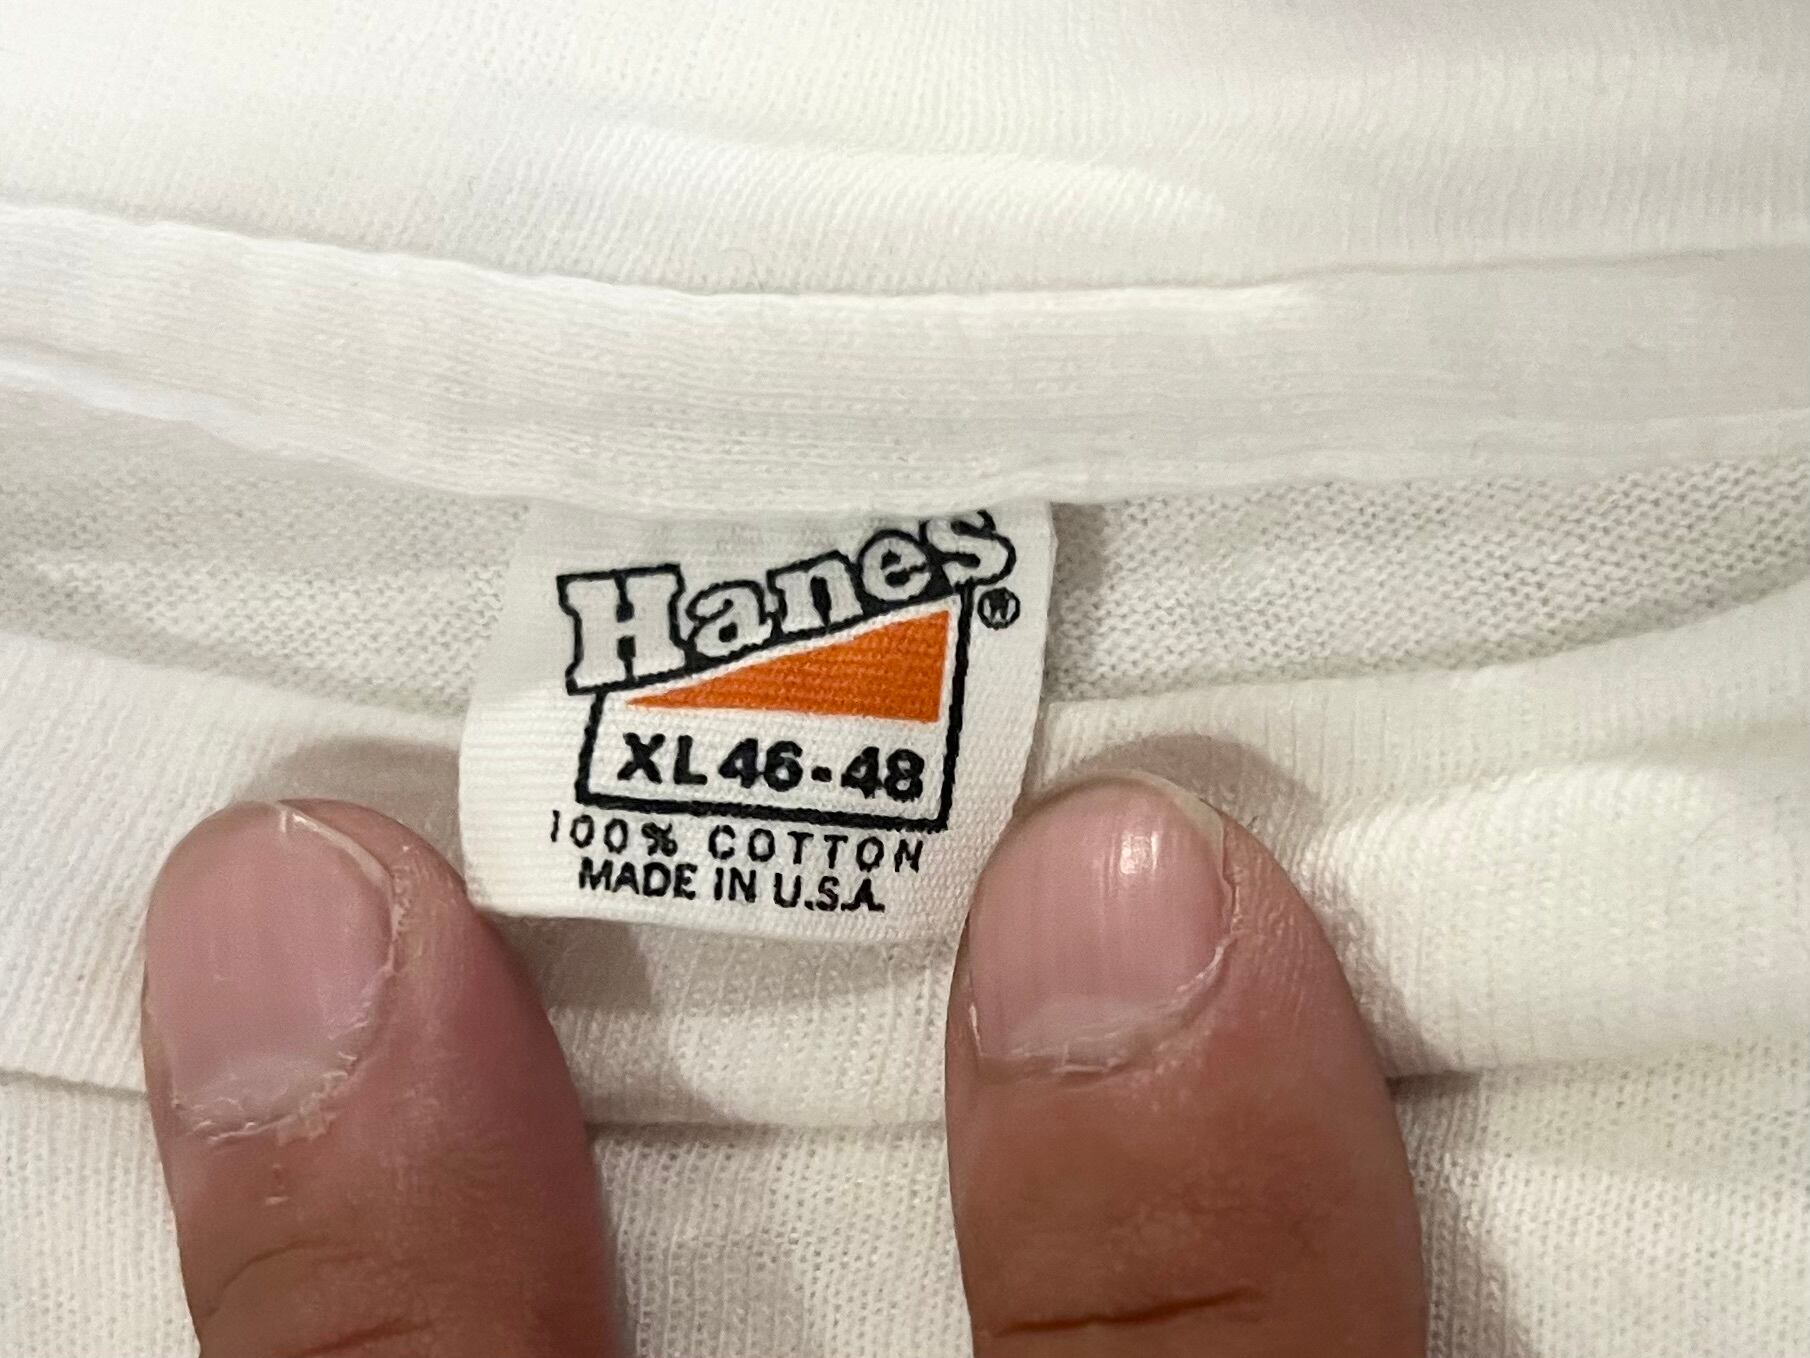 Hanes®
XL 46-48
100% COTTON
MADE IN U.S.A.